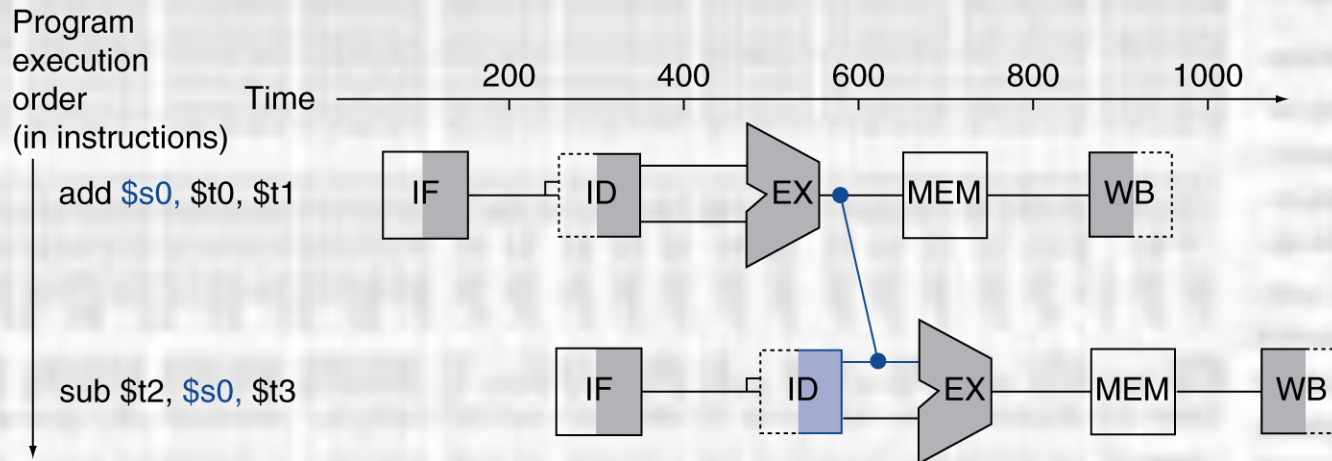 Program
execution
order
(in instructions)
Time
200 400 600 800 1000
add $s0, $t0, $t1
IF ID EX MEM WB
sub $t2, $s0, $t3
IF ID EX MEM WB